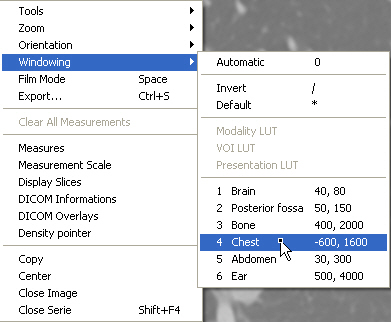 Tools
Zoom
Orientation
Windowing
Film Mode Space
Export... Ctrl+S
Clear All Measurements
Measures
Measurement Scale
Display Slices
DICOM Informations
DICOM Overlays
Density pointer
Copy
Center
Close Image
Close Serie Shift+F4
Automatic 0
Invert /
Default *
Modality LUT
VOI LUT
Presentation LUT
1 Brain 40, 80
2 Posterior fossa 50, 150
3 Bone 400, 2000
4 Chest -600, 1600
5 Abdomen 30, 300
6 Ear 500, 4000